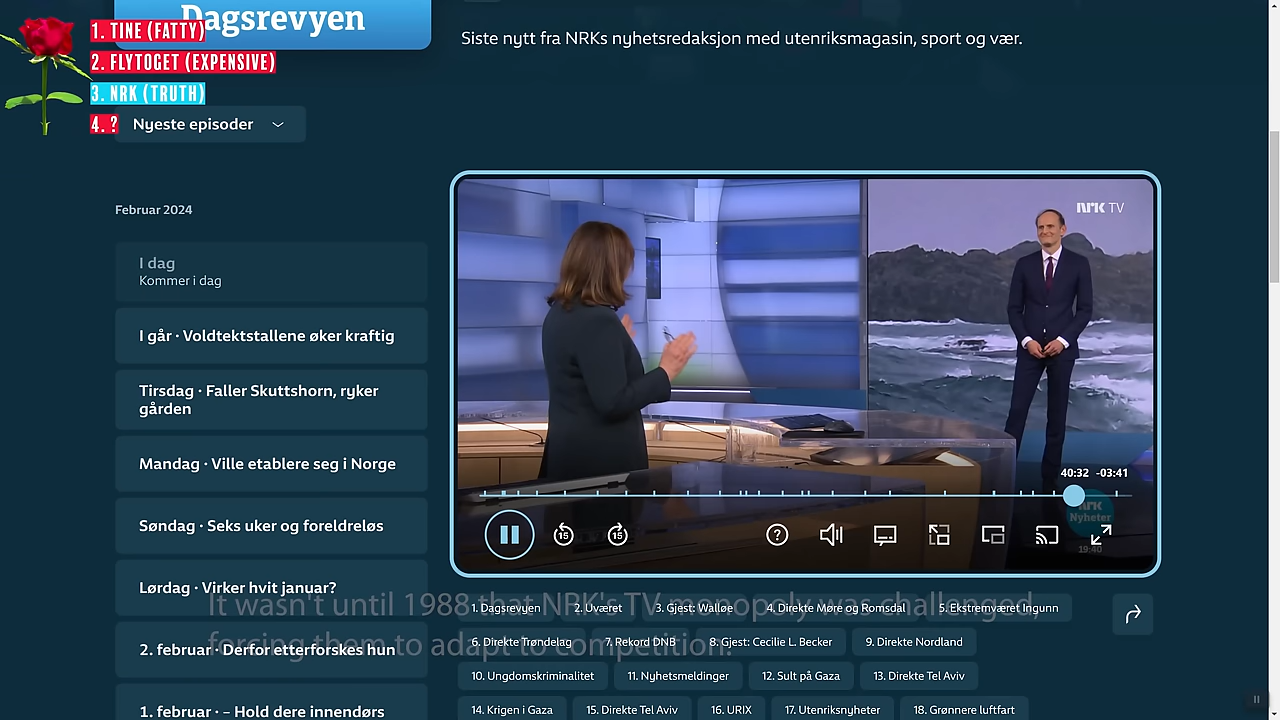 Dagsrevyen
Siste nytt fra NRKs nyhetsredaksjon med utenriksmagasin, sport og vær.
1. TINE (FATTY)
2. FLYTOGET (EXPENSIVE)
3. NRK (TRUTH)
4. ?
Nyeste episoder
Februar 2024
I dag
Kommer i dag
I går · Voldtektstallene øker kraftig
Tirsdag · Faller Skuttshorn, ryker
gården
Mandag · Ville etablere seg i Norge
Søndag · Seks uker og foreldreløs
Lørdag · Virker hvit januar?
2. februar · Derfor etterforskes hun
1. februar · – Hold dere innendørs
NRK TV
40:32 -03:41
15 15 ?
NRK
Nyheter
19:40
It wasn't until 1988 that NRK's TV monopoly was challenged,
forcing them to adapt to competition.
1. Dagsrevyen 2. Uværet 3. Gjest: Walløe 4. Direkte Møre og Romsdal 5. Ekstremværet Ingunn
6. Direkte Trøndelag 7. Rekord DNB 8. Gjest: Cecilie L. Becker 9. Direkte Nordland
10. Ungdomskriminalitet 11. Nyhetsmeldinger 12. Sult på Gaza 13. Direkte Tel Aviv
14. Krigen i Gaza 15. Direkte Tel Aviv 16. URIX 17. Utenriksnyheter 18. Grønnere luftfart